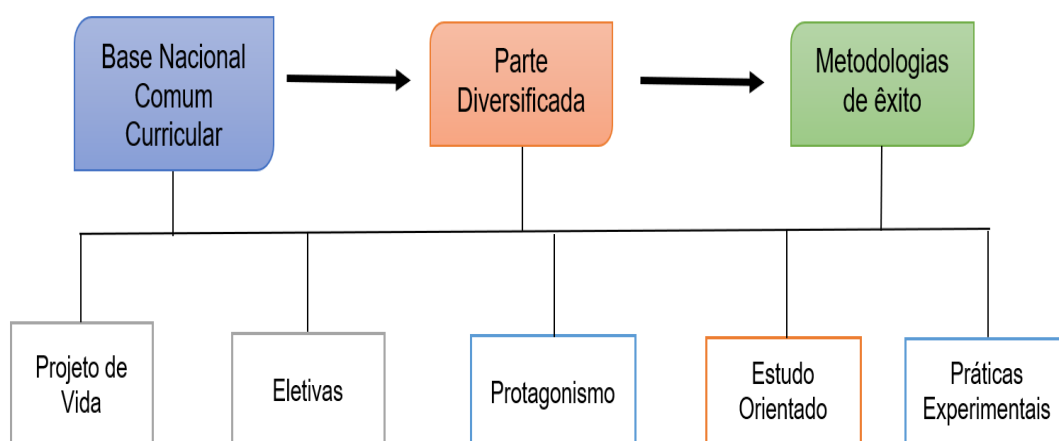 Base Nacional
Comum
Curricular
Parte
Diversificada
Metodologias
de êxito
Projeto de
Vida
Eletivas
Protagonismo
Estudo
Orientado
Práticas
Experimentais